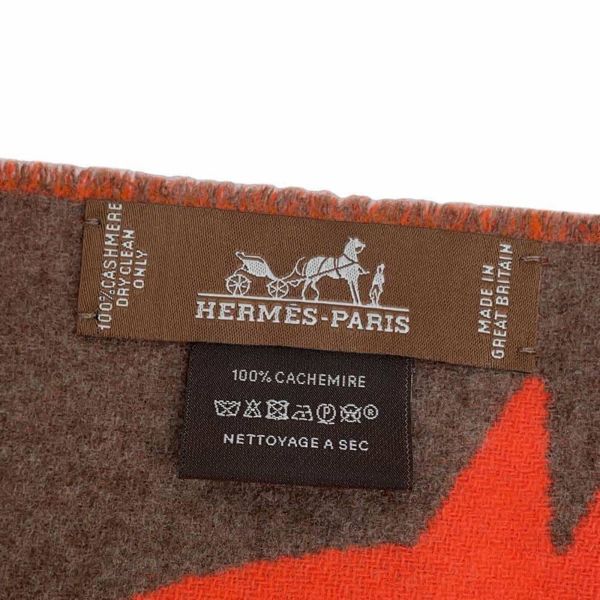 100% CASHMERE
DRY CLEAN
ONLY
HERMÈS-PARIS
MADE IN
GREAT BRITAIN
100% CACHEMIRE
P ®
NETTOYAGE A SEC